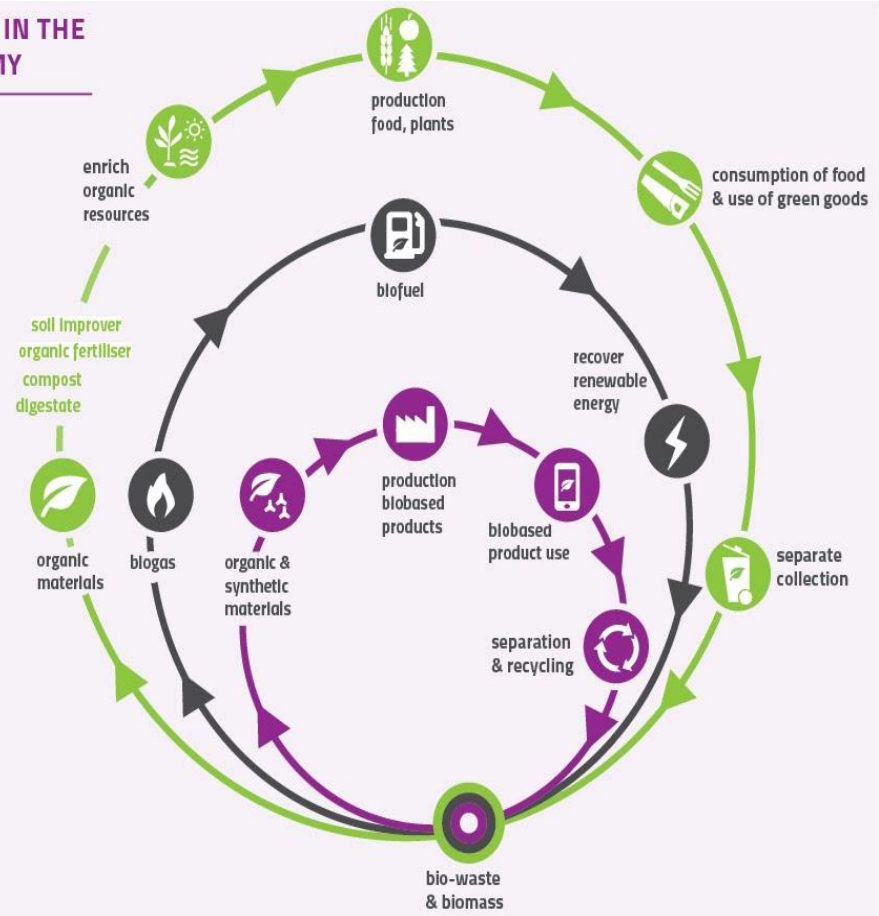 IN THE
MY
production
food, plants
enrich
organic
resources
consumption of food
& use of green goods
biofuel
soil improver
organic fertiliser
compost
digestate
recover
renewable
energy
production
biobased
products
biobased
product use
organic
materials
biogas
organic &
synthetic
materials
separate
collection
separation
& recycling
bio-waste
& biomass